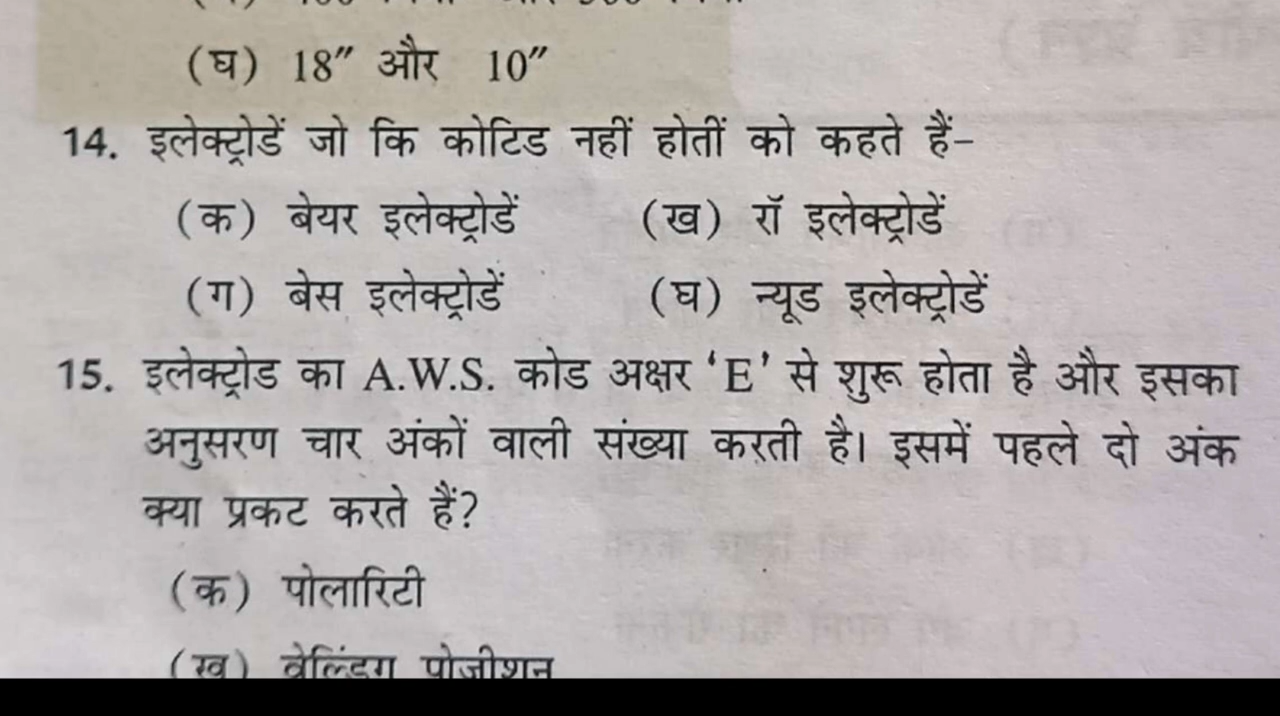 (घ) 18" और 10"
14. इलेक्ट्रोडें जो कि कोटिड नहीं होतीं को कहते हैं-
(क) बेयर इलेक्ट्रोडें (ख) रॉ इलेक्ट्रोडें
(ग) बेस इलेक्ट्रोडें (घ) न्यूड इलेक्ट्रोडें
15. इलेक्ट्रोड का A.W.S. कोड अक्षर 'E' से शुरू होता है और इसका
अनुसरण चार अंकों वाली संख्या करती है। इसमें पहले दो अंक
क्या प्रकट करते हैं?
(क) पोलारिटी
(ख) वेल्डिंग पोजीशन